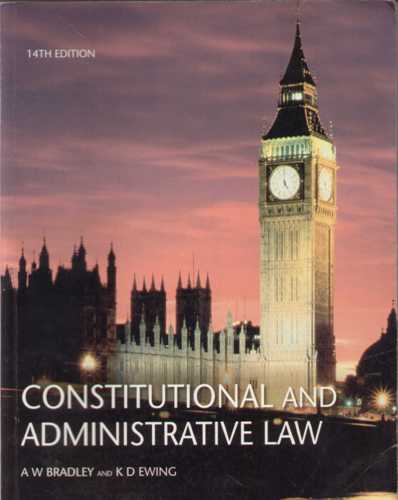 14TH EDITION
CONSTITUTIONAL AND
ADMINISTRATIVE LAW
A W BRADLEY AND K D EWING